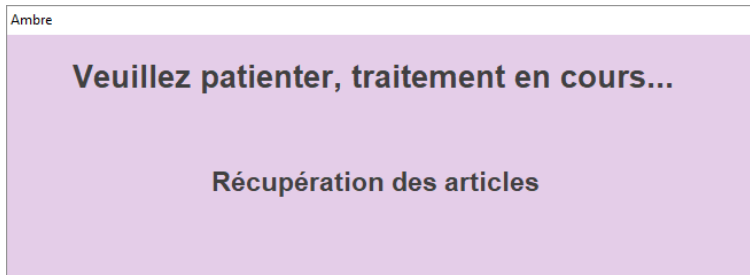 Ambre
Veuillez patienter, traitement en cours...
Récupération des articles